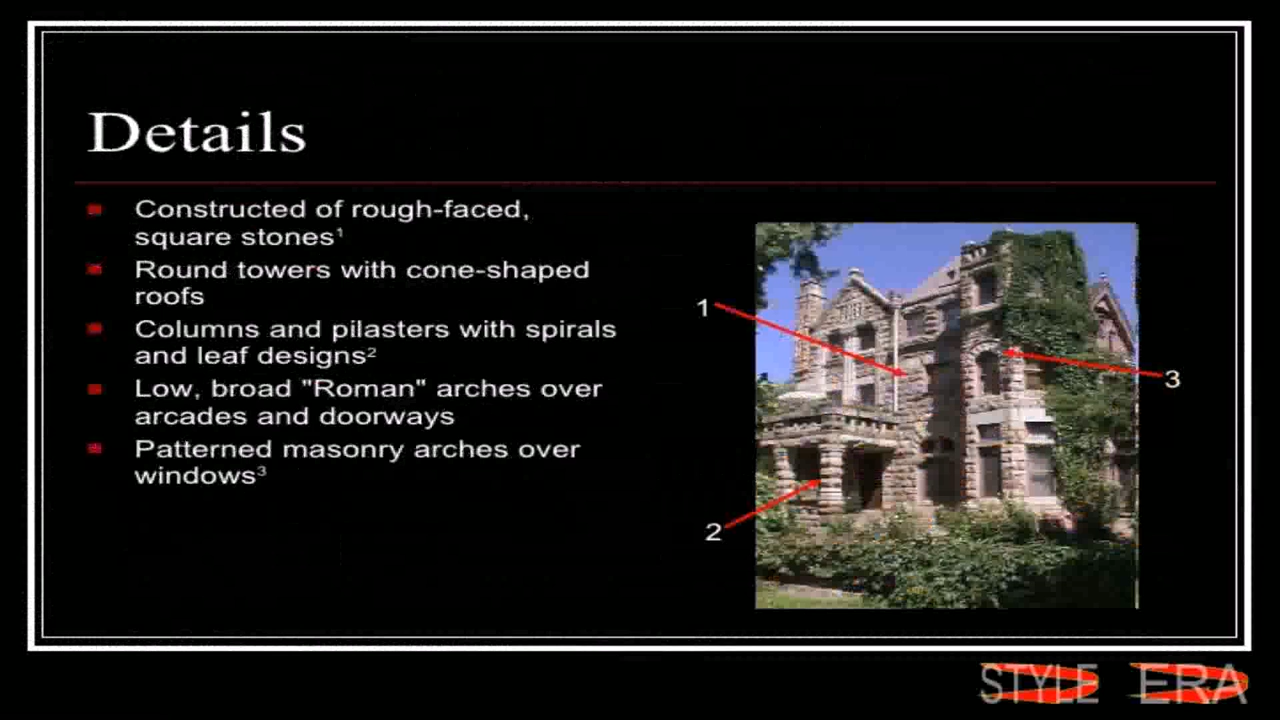 Details
Constructed of rough-faced,
square stones¹
Round towers with cone-shaped
roofs
Columns and pilasters with spirals
and leaf designs²
Low, broad "Roman" arches over
arcades and doorways
Patterned masonry arches over
windows³
1
3
2
STYLE ERA